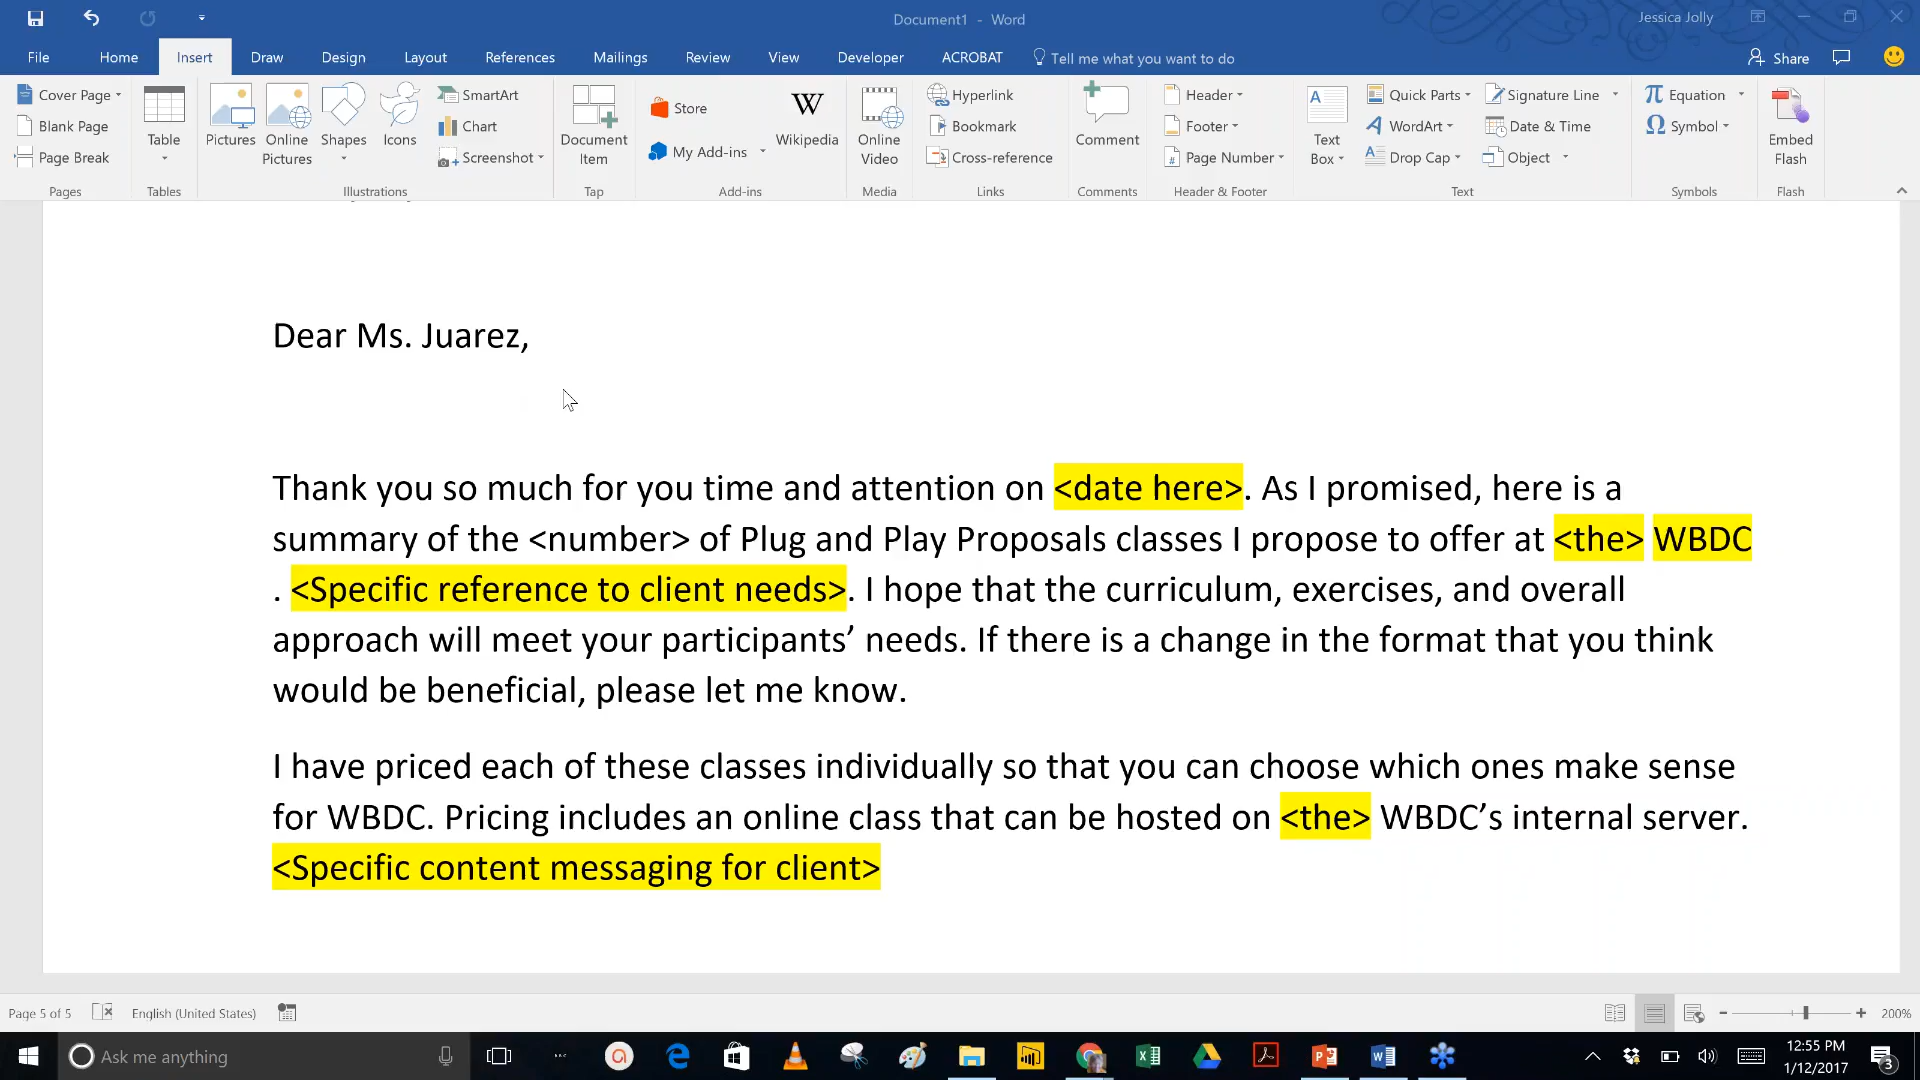 Document1 - Word
Jessica Jolly
File Home Insert Draw Design Layout References Mailings Review View Developer ACROBAT Tell me what you want to do Share
Cover Page
Blank Page
Page Break
Pages
Table
Tables
Pictures
Online Pictures
Shapes
Icons
SmartArt
Chart
Screenshot
Illustrations
Document Item
Tap
Store
My Add-ins
Wikipedia
Add-ins
Online Video
Media
Hyperlink
Bookmark
Cross-reference
Links
Comment
Comments
Header
Footer
Page Number
Header & Footer
Text Box
Quick Parts
WordArt
Drop Cap
Signature Line
Date & Time
Object
Text
Equation
Symbol
Symbols
Embed Flash
Flash
Dear Ms. Juarez,
Thank you so much for you time and attention on <date here>. As I promised, here is a
summary of the <number> of Plug and Play Proposals classes I propose to offer at <the> WBDC
. <Specific reference to client needs>. I hope that the curriculum, exercises, and overall
approach will meet your participants’ needs. If there is a change in the format that you think
would be beneficial, please let me know.
I have priced each of these classes individually so that you can choose which ones make sense
for WBDC. Pricing includes an online class that can be hosted on <the> WBDC’s internal server.
<Specific content messaging for client>
Page 5 of 5 English (United States) 200%
Ask me anything
12:55 PM
1/12/2017
3